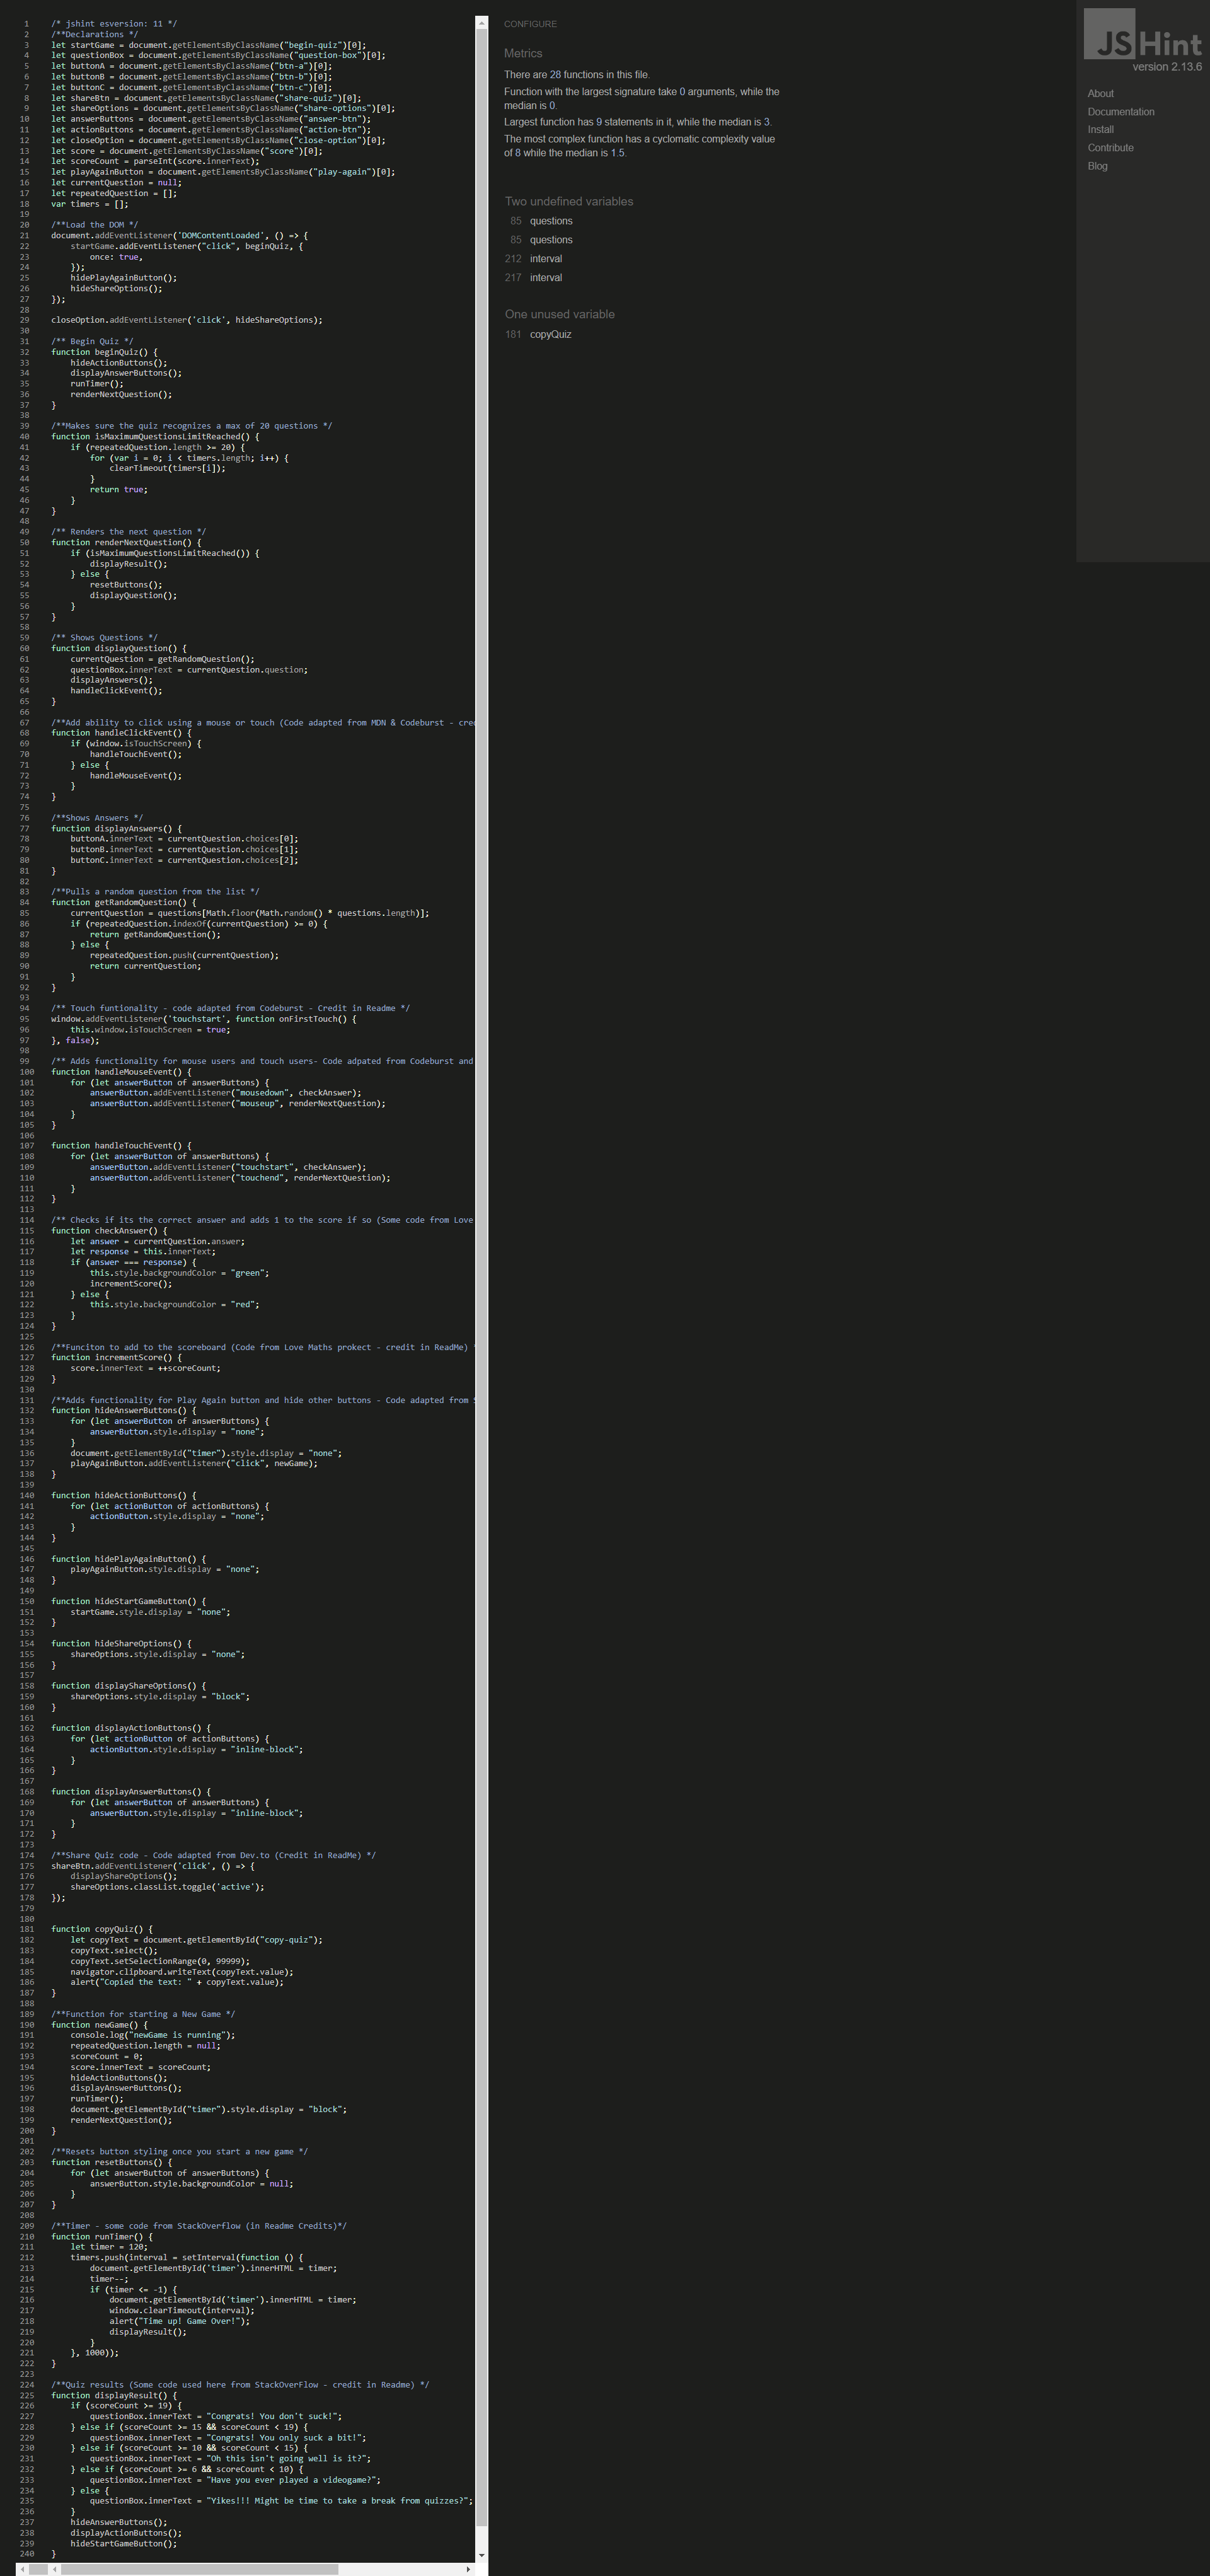 1 /* jshint esversion: 11 */
2 /**Declarations */
3 let startGame = document.getElementsByClassName("begin-quiz")[0];
4 let questionBox = document.getElementsByClassName("question-box")[0];
5 let buttonA = document.getElementsByClassName("btn-a")[0];
6 let buttonB = document.getElementsByClassName("btn-b")[0];
7 let buttonC = document.getElementsByClassName("btn-c")[0];
8 let shareBtn = document.getElementsByClassName("share-quiz")[0];
9 let shareOptions = document.getElementsByClassName("share-options")[0];
10 let answerButtons = document.getElementsByClassName("answer-btn");
11 let actionButtons = document.getElementsByClassName("action-btn");
12 let closeOption = document.getElementsByClassName("close-option")[0];
13 let score = document.getElementsByClassName("score")[0];
14 let scoreCount = parseInt(score.innerText);
15 let playAgainButton = document.getElementsByClassName("play-again")[0];
16 let currentQuestion = null;
17 let repeatedQuestion = [];
18 var timers = [];
19
20 /**Load the DOM */
21 document.addEventListener('DOMContentLoaded', () => {
22 startGame.addEventListener("click", beginQuiz, {
23 once: true,
24 });
25 hidePlayAgainButton();
26 hideShareOptions();
27 });
28
29 closeOption.addEventListener('click', hideShareOptions);
30
31 /** Begin Quiz */
32 function beginQuiz() {
33 hideActionButtons();
34 displayAnswerButtons();
35 runTimer();
36 renderNextQuestion();
37 }
38
39 /**Makes sure the quiz recognizes a max of 20 questions */
40 function isMaximumQuestionsLimitReached() {
41 if (repeatedQuestion.length >= 20) {
42 for (var i = 0; i < timers.length; i++) {
43 clearTimeout(timers[i]);
44 }
45 return true;
46 }
47 }
48
49 /** Renders the next question */
50 function renderNextQuestion() {
51 if (isMaximumQuestionsLimitReached()) {
52 displayResult();
53 } else {
54 resetButtons();
55 displayQuestion();
56 }
57 }
58
59 /** Shows Questions */
60 function displayQuestion() {
61 currentQuestion = getRandomQuestion();
62 questionBox.innerText = currentQuestion.question;
63 displayAnswers();
64 handleClickEvent();
65 }
66
67 /**Add ability to click using a mouse or touch (Code adapted from MDN & Codeburst - cre
68 function handleClickEvent() {
69 if (window.isTouchScreen) {
70 handleTouchEvent();
71 } else {
72 handleMouseEvent();
73 }
74 }
75
76 /**Shows Answers */
77 function displayAnswers() {
78 buttonA.innerText = currentQuestion.choices[0];
79 buttonB.innerText = currentQuestion.choices[1];
80 buttonC.innerText = currentQuestion.choices[2];
81 }
82
83 /**Pulls a random question from the list */
84 function getRandomQuestion() {
85 currentQuestion = questions[Math.floor(Math.random() * questions.length)];
86 if (repeatedQuestion.indexOf(currentQuestion) >= 0) {
87 return getRandomQuestion();
88 } else {
89 repeatedQuestion.push(currentQuestion);
90 return currentQuestion;
91 }
92 }
93
94 /** Touch funtionality - code adapted from Codeburst - Credit in Readme */
95 window.addEventListener('touchstart', function onFirstTouch() {
96 this.window.isTouchScreen = true;
97 }, false);
98
99 /** Adds functionality for mouse users and touch users- Code adpated from Codeburst and
100 function handleMouseEvent() {
101 for (let answerButton of answerButtons) {
102 answerButton.addEventListener("mousedown", checkAnswer);
103 answerButton.addEventListener("mouseup", renderNextQuestion);
104 }
105 }
106
107 function handleTouchEvent() {
108 for (let answerButton of answerButtons) {
109 answerButton.addEventListener("touchstart", checkAnswer);
110 answerButton.addEventListener("touchend", renderNextQuestion);
111 }
112 }
113
114 /** Checks if its the correct answer and adds 1 to the score if so (Some code from Love
115 function checkAnswer() {
116 let answer = currentQuestion.answer;
117 let response = this.innerText;
118 if (answer === response) {
119 this.style.backgroundColor = "green";
120 incrementScore();
121 } else {
122 this.style.backgroundColor = "red";
123 }
124 }
125
126 /**Funciton to add to the scoreboard (Code from Love Maths prokect - credit in ReadMe)
127 function incrementScore() {
128 score.innerText = ++scoreCount;
129 }
130
131 /**Adds functionality for Play Again button and hide other buttons - Code adapted from
132 function hideAnswerButtons() {
133 for (let answerButton of answerButtons) {
134 answerButton.style.display = "none";
135 }
136 document.getElementById("timer").style.display = "none";
137 playAgainButton.addEventListener("click", newGame);
138 }
139
140 function hideActionButtons() {
141 for (let actionButton of actionButtons) {
142 actionButton.style.display = "none";
143 }
144 }
145
146 function hidePlayAgainButton() {
147 playAgainButton.style.display = "none";
148 }
149
150 function hideStartGameButton() {
151 startGame.style.display = "none";
152 }
153
154 function hideShareOptions() {
155 shareOptions.style.display = "none";
156 }
157
158 function displayShareOptions() {
159 shareOptions.style.display = "block";
160 }
161
162 function displayActionButtons() {
163 for (let actionButton of actionButtons) {
164 actionButton.style.display = "inline-block";
165 }
166 }
167
168 function displayAnswerButtons() {
169 for (let answerButton of answerButtons) {
170 answerButton.style.display = "inline-block";
171 }
172 }
173
174 /**Share Quiz code - Code adapted from Dev.to (Credit in ReadMe) */
175 shareBtn.addEventListener('click', () => {
176 displayShareOptions();
177 shareOptions.classList.toggle('active');
178 });
179
180
181 function copyQuiz() {
182 let copyText = document.getElementById("copy-quiz");
183 copyText.select();
184 copyText.setSelectionRange(0, 99999);
185 navigator.clipboard.writeText(copyText.value);
186 alert("Copied the text: " + copyText.value);
187 }
188
189 /**Function for starting a New Game */
190 function newGame() {
191 console.log("newGame is running");
192 repeatedQuestion.length = null;
193 scoreCount = 0;
194 score.innerText = scoreCount;
195 hideActionButtons();
196 displayAnswerButtons();
197 runTimer();
198 document.getElementById("timer").style.display = "block";
199 renderNextQuestion();
200 }
201
202 /**Resets button styling once you start a new game */
203 function resetButtons() {
204 for (let answerButton of answerButtons) {
205 answerButton.style.backgroundColor = null;
206 }
207 }
208
209 /**Timer - some code from StackOverflow (in Readme Credits)*/
210 function runTimer() {
211 let timer = 120;
212 timers.push(interval = setInterval(function () {
213 document.getElementById('timer').innerHTML = timer;
214 timer--;
215 if (timer <= -1) {
216 document.getElementById('timer').innerHTML = timer;
217 window.clearTimeout(interval);
218 alert("Time up! Game Over!");
219 displayResult();
220 }
221 }, 1000));
222 }
223
224 /**Quiz results (Some code used here from StackOverFlow - credit in Readme) */
225 function displayResult() {
226 if (scoreCount >= 19) {
227 questionBox.innerText = "Congrats! You don't suck!";
228 } else if (scoreCount >= 15 && scoreCount < 19) {
229 questionBox.innerText = "Congrats! You only suck a bit!";
230 } else if (scoreCount >= 10 && scoreCount < 15) {
231 questionBox.innerText = "Oh this isn't going well is it?";
232 } else if (scoreCount >= 6 && scoreCount < 10) {
233 questionBox.innerText = "Have you ever played a videogame?";
234 } else {
235 questionBox.innerText = "Yikes!!! Might be time to take a break from quizzes?";
236 }
237 hideAnswerButtons();
238 displayActionButtons();
239 hideStartGameButton();
240 }
CONFIGURE
Metrics
There are 28 functions in this file.
Function with the largest signature take 0 arguments, while the
median is 0.
Largest function has 9 statements in it, while the median is 3.
The most complex function has a cyclomatic complexity value
of 8 while the median is 1.5.
Two undefined variables
85 questions
85 questions
212 interval
217 interval
One unused variable
181 copyQuiz
JSHint
version 2.13.6
About
Documentation
Install
Contribute
Blog